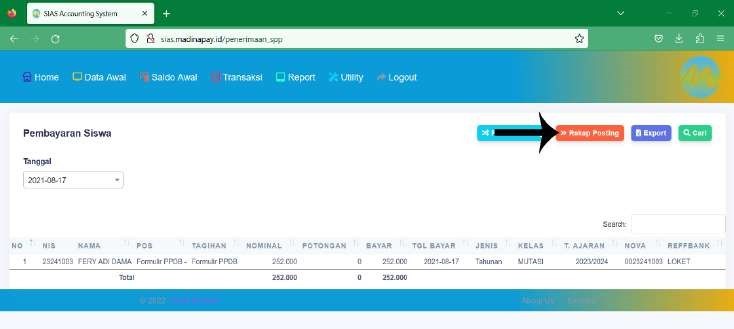 SIAS Accounting System
sias.madinapay.id/penerimaan_spp
Home Data Awal Saldo Awal Transaksi Report Utility Logout
Pembayaran Siswa
Rekap Posting Export Cari
Tanggal
2021-08-17
Search:
NO NIS NAMA POS TAGIHAN NOMINAL POTONGAN BAYAR TGL BAYAR JENIS KELAS T. AJARAN NOVA REFFBANK
1 23241003 FERY ADI DAMA Formulir PPDB - Formulir PPDB 252.000 0 252.000 2021-08-17 Tahunan MUTASI 2023/2024 0023241003 LOKET
Total 252.000 0 252.000
© 2022
About Us